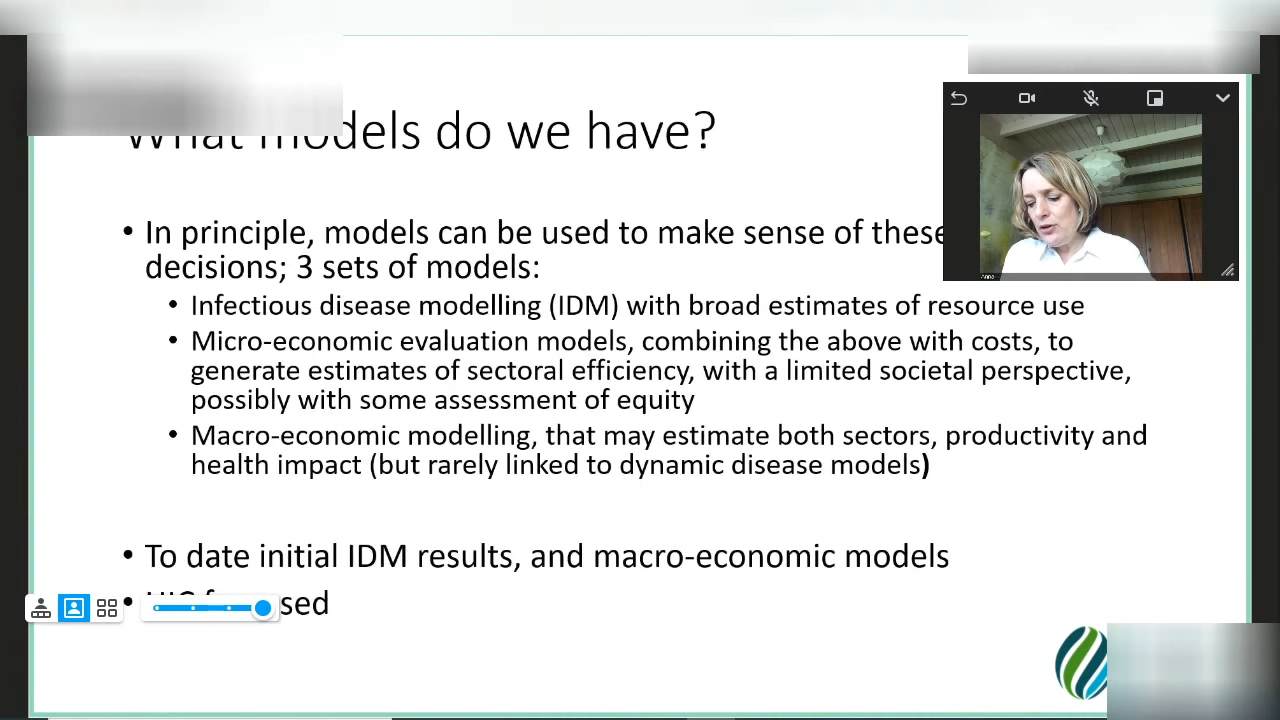 What models do we have?
• In principle, models can be used to make sense of these
decisions; 3 sets of models:
• Infectious disease modelling (IDM) with broad estimates of resource use
• Micro-economic evaluation models, combining the above with costs, to
generate estimates of sectoral efficiency, with a limited societal perspective,
possibly with some assessment of equity
• Macro-economic modelling, that may estimate both sectors, productivity and
health impact (but rarely linked to dynamic disease models)
• To date initial IDM results, and macro-economic models
Anna